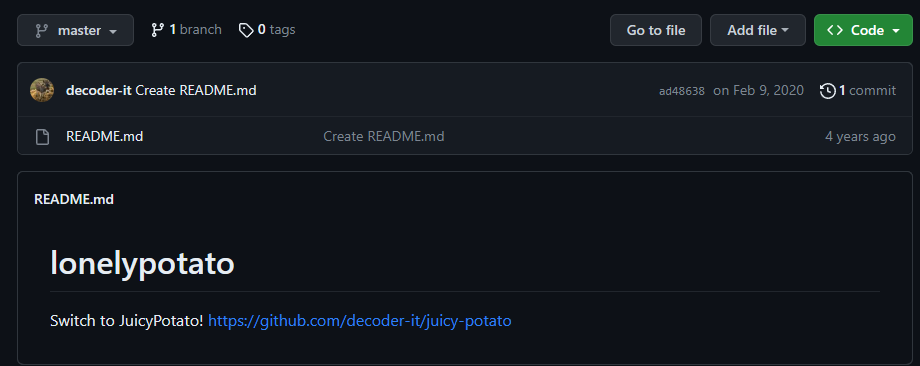 master 1 branch 0 tags Go to file Add file Code
decoder-it Create README.md ad48638 on Feb 9, 2020 1 commit
README.md Create README.md 4 years ago
README.md
lonelypotato
Switch to JuicyPotato! https://github.com/decoder-it/juicy-potato